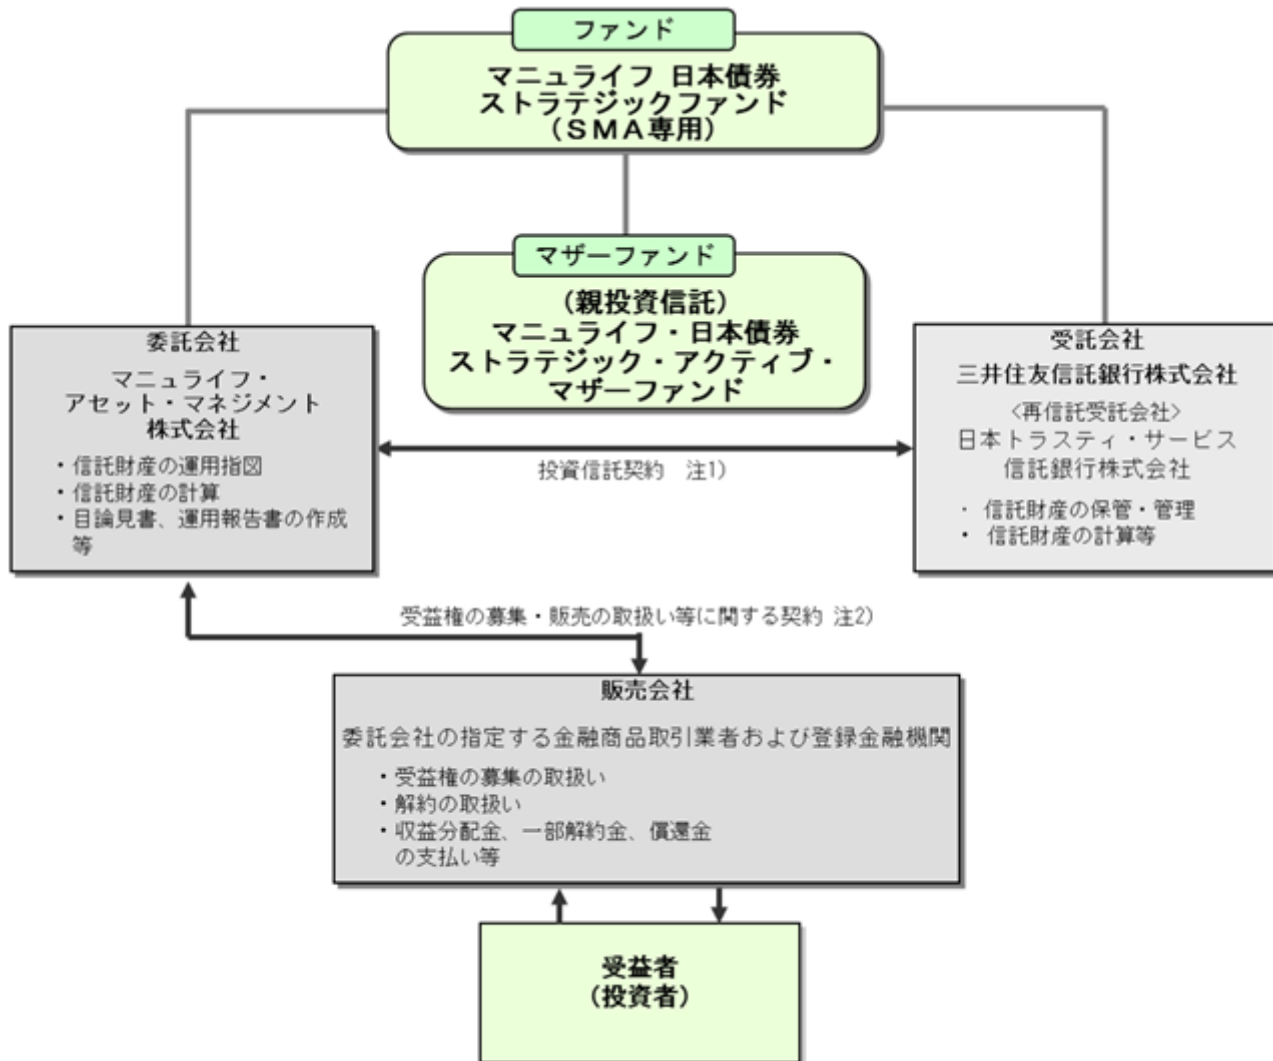 ファンド
マニュライフ 日本債券
ストラテジックファンド
（ＳＭＡ専用）
マザーファンド
（親投資信託）
マニュライフ・日本債券
ストラテジック・アクティブ・
マザーファンド
委託会社
マニュライフ・
アセット・マネジメント
株式会社
・信託財産の運用指図
・信託財産の計算
・目論見書、運用報告書の作成
等
投資信託契約　注1）
受託会社
三井住友信託銀行株式会社
<再信託受託会社>
日本トラスティ・サービス
信託銀行株式会社
・ 信託財産の保管・管理
・ 信託財産の計算等
受益権の募集・販売の取扱い等に関する契約 注2）
販売会社
委託会社の指定する金融商品取引業者および登録金融機関
・受益権の募集の取扱い
・解約の取扱い
・収益分配金、一部解約金、償還金
の支払い等
受益者
（投資者）